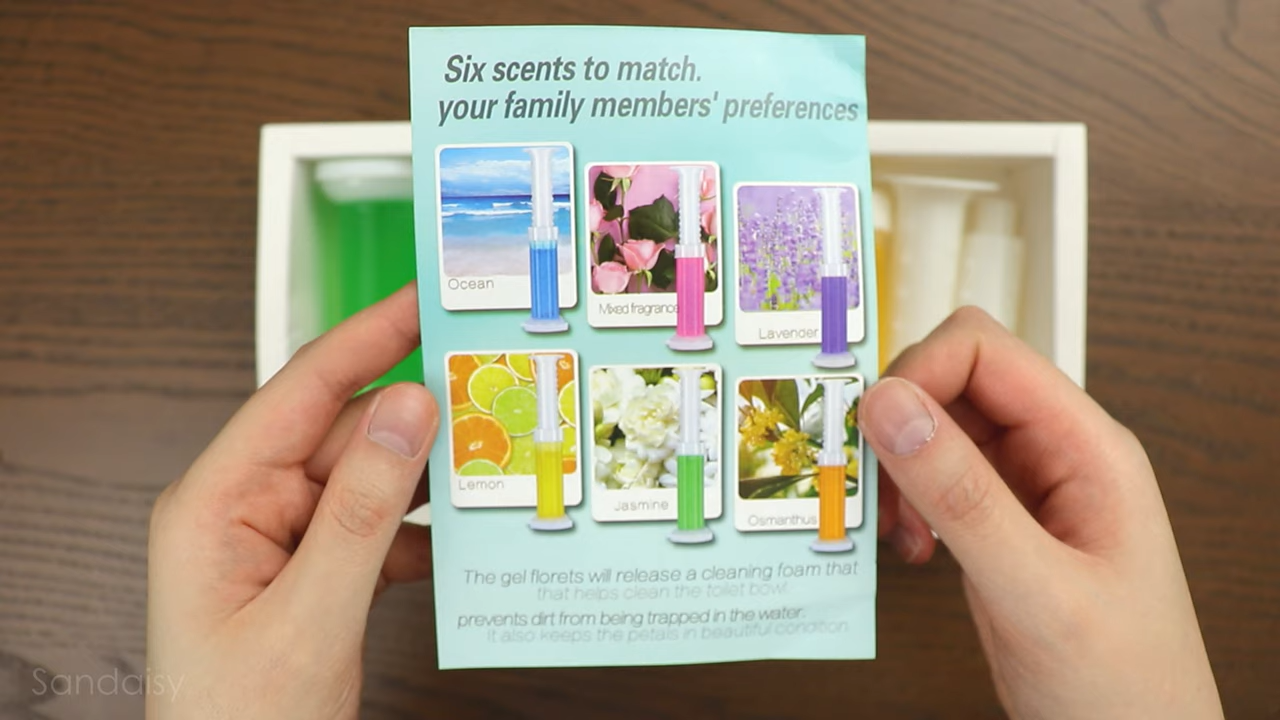 Six scents to match.
your family members' preferences
Ocean
Mixed fragrance
Lavender
Lemon
Jasmine
Osmanthus
The gel florets will release a cleaning foam that
that helps clean the toilet bowl.
prevents dirt from being trapped in the water.
It also keeps the petals in beautiful condition
Sandaisy